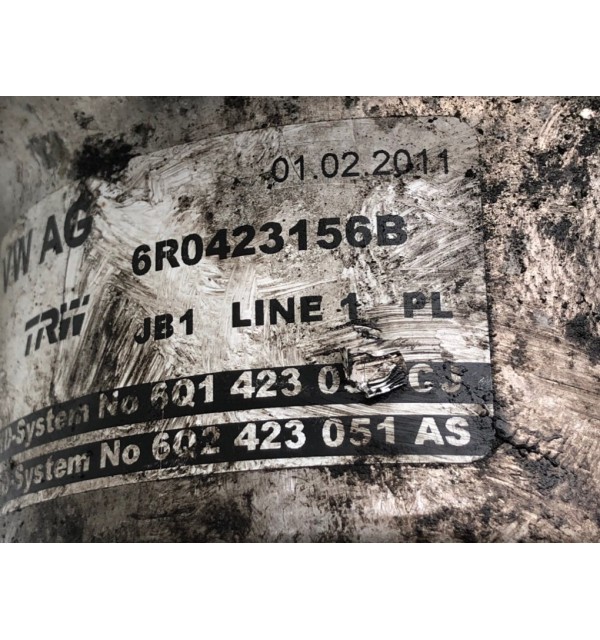 01.02.2011
VW AG 6R0423156B
TRW JB1 LINE 1 PL
-System No 6Q1 423 CS
-System No 6Q2 423 051 AS